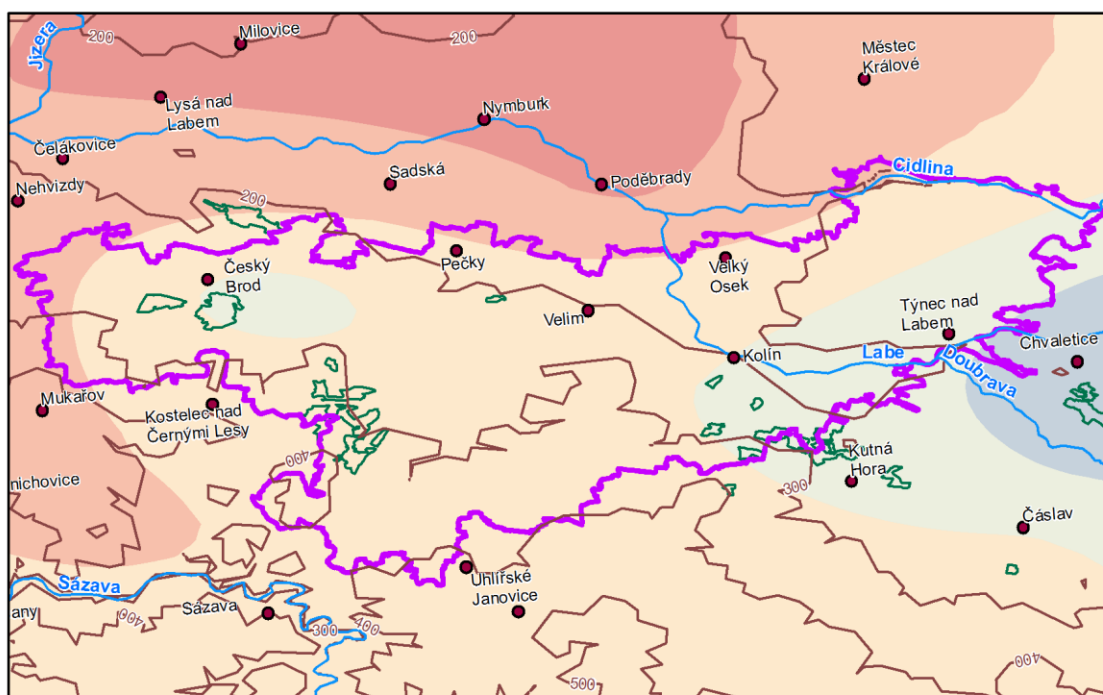 200
Milovice
200
Jizera
Městec
Králové
Lysá nad
Labem
Nymburk
Čelákovice
Sadská
Poděbrady
Cidlina
Nehvizdy
200
Pečky
Český
Brod
Velký
Osek
Velim
Týnec nad
Labem
Kolín
Labe
Doubrava
Chvaletice
Mukařov
Kostelec nad
Černými Lesy
400
Kutná
Hora
nichovice
300
Čáslav
Sázava
Uhlířské
Janovice
any
400
Sázava
300
400
400
500